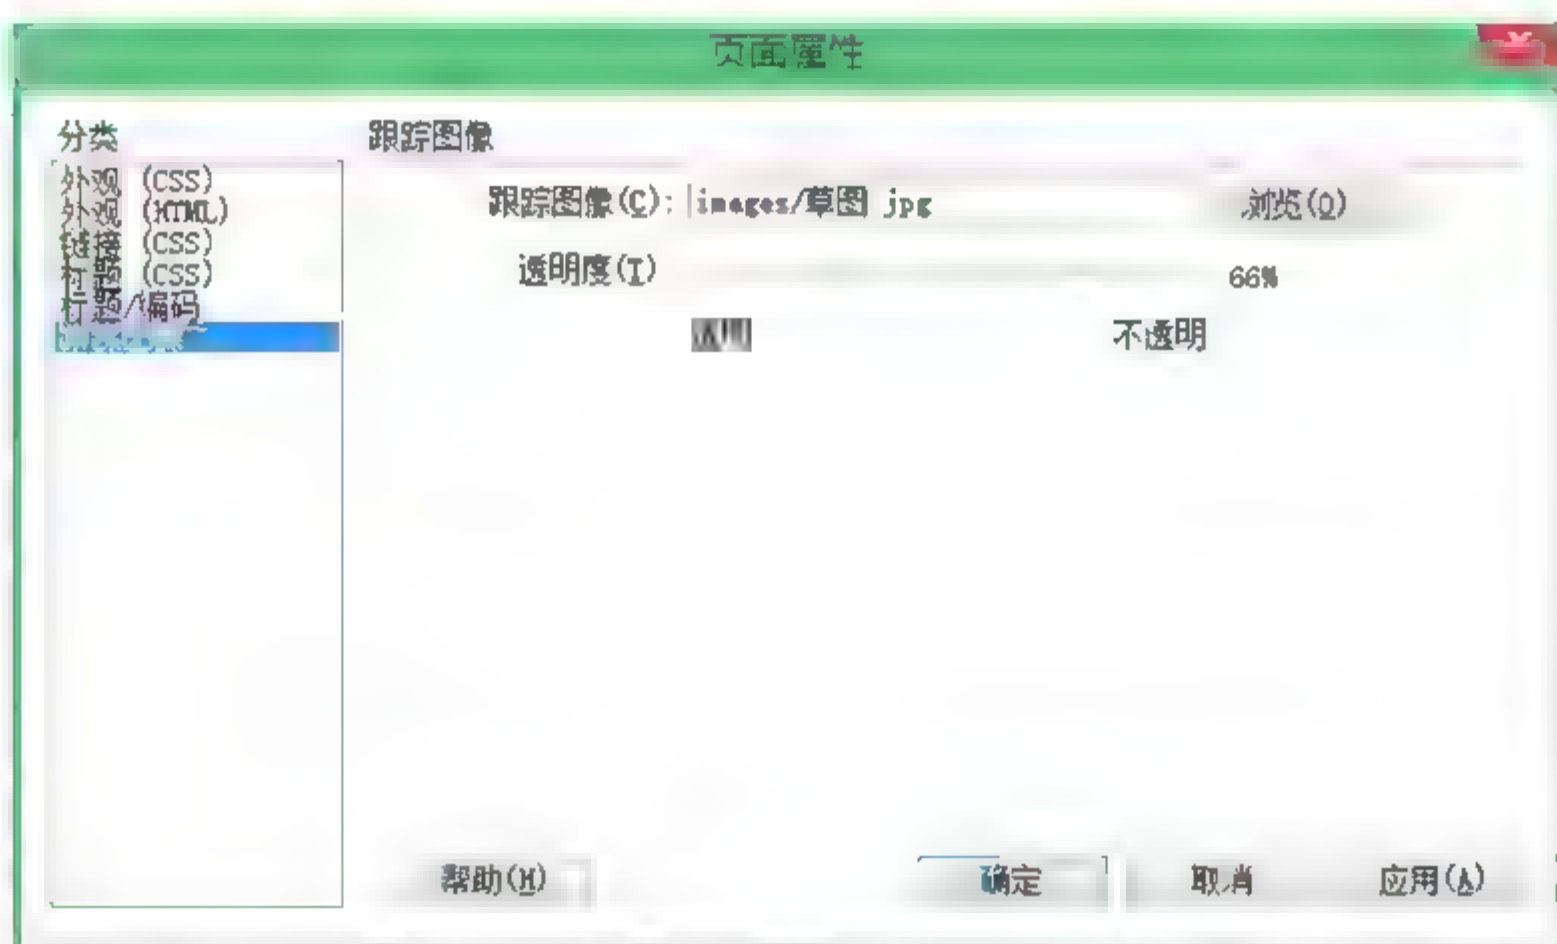 页面属性
分类
跟踪图像
外观 (CSS)
外观 (HTML)
链接 (CSS)
标题 (CSS)
标题/编码
跟踪图像(C): images/草图 jpg 浏览(O)
透明度(T) 66%
不透明
帮助(H) 确定 取消 应用(A)